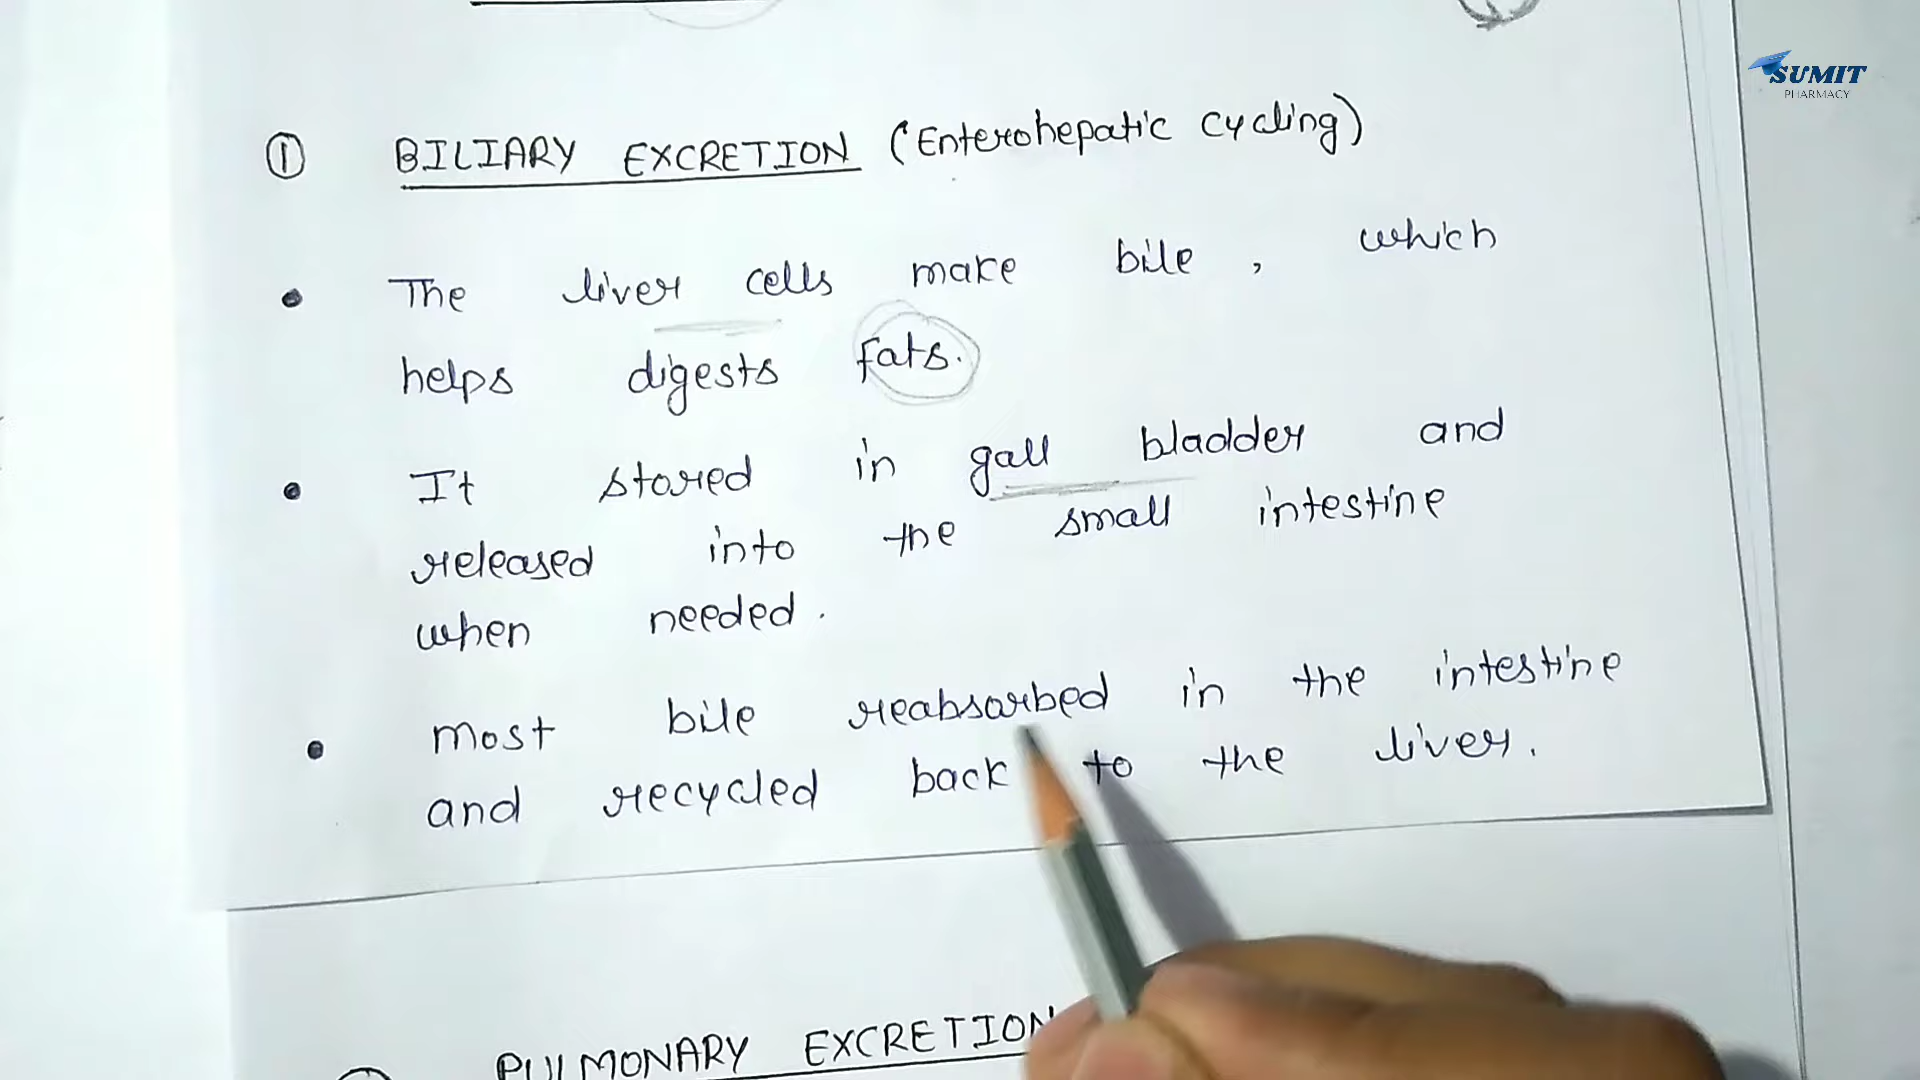 SUMIT
PHARMACY
① BILIARY EXCRETION (Enterohepatic cycling)
• The liver cells make bile, which
helps digests fats.
• It stored in gall bladder and
released into the small intestine
when needed.
• most bile reabsorbed in the intestine
and recycled back to the liver.
PULMONARY EXCRETION